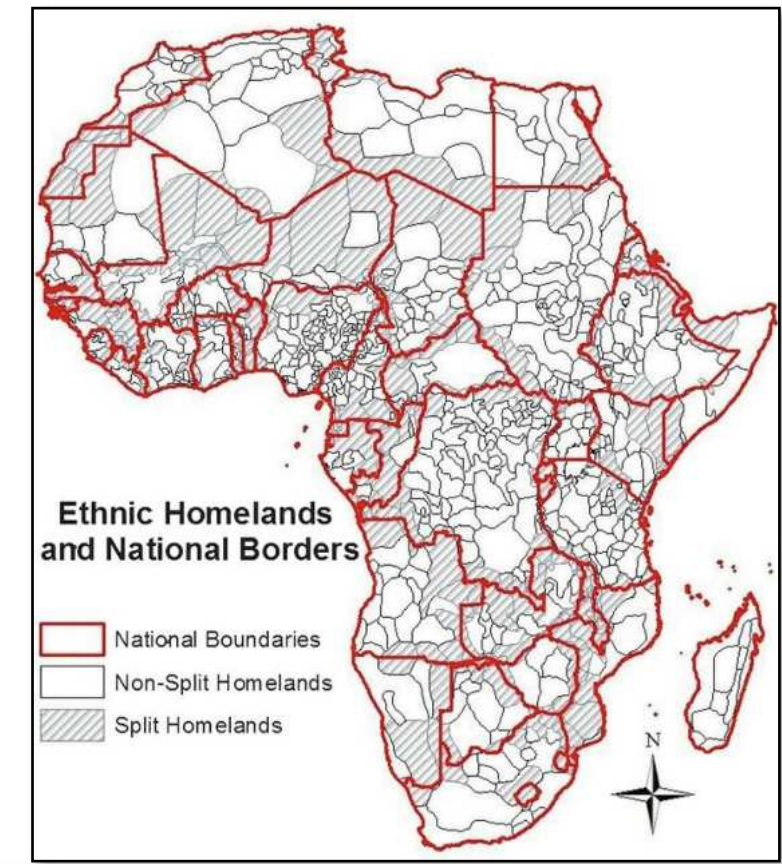 Ethnic Homelands
and National Borders
National Boundaries
Non-Split Homelands
Split Homelands
N